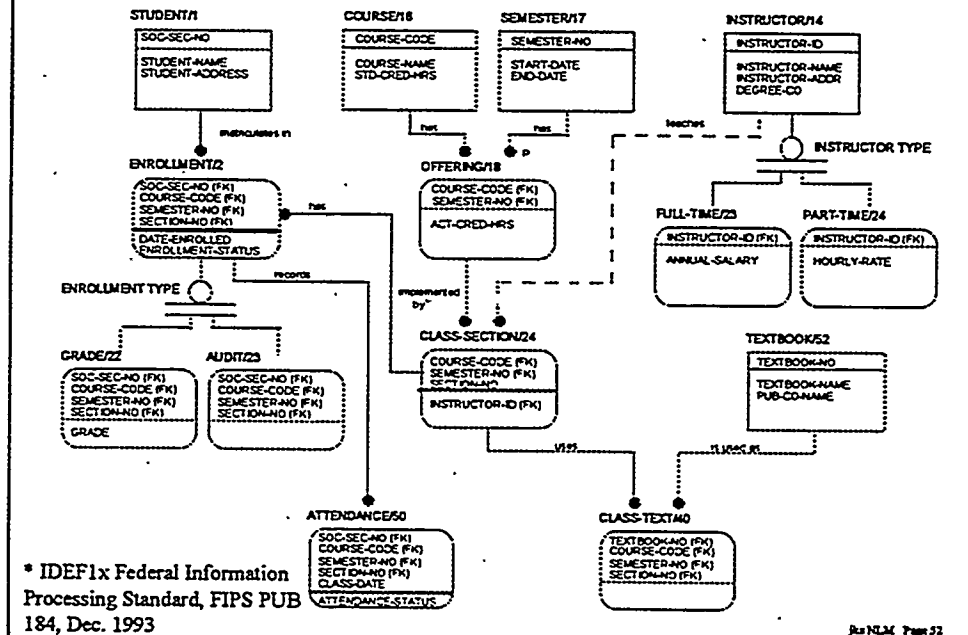 STUDENT/1
SOC-SEC-NO
STUDENT-NAME
STUDENT-ADDRESS
COURSE/16
COURSE-CODE
COURSE-NAME
STD-CRED-HRS
SEMESTER/17
SEMESTER-NO
START-DATE
END-DATE
INSTRUCTOR/14
INSTRUCTOR-ID
INSTRUCTOR-NAME
INSTRUCTOR-ADDR
DEGREE-CD
matriculates in
has
has
teaches
P
INSTRUCTOR TYPE
ENROLLMENT/2
SOC-SEC-NO (FK)
COURSE-CODE (FK)
SEMESTER-NO (FK)
SECTION-NO (FK)
DATE-ENROLLED
ENROLLMENT-STATUS
has
OFFERING/18
COURSE-CODE (FK)
SEMESTER-NO (FK)
ACT-CRED-HRS
FULL-TIME/23
INSTRUCTOR-ID (FK)
ANNUAL-SALARY
PART-TIME/24
INSTRUCTOR-ID (FK)
HOURLY-RATE
records
ENROLLMENT TYPE
implemented
by
GRADE/22
SOC-SEC-NO (FK)
COURSE-CODE (FK)
SEMESTER-NO (FK)
SECTION-NO (FK)
GRADE
AUDIT/23
SOC-SEC-NO (FK)
COURSE-CODE (FK)
SEMESTER-NO (FK)
SECTION-NO (FK)
CLASS-SECTION/24
COURSE-CODE (FK)
SEMESTER-NO (FK)
SECTION-NO
INSTRUCTOR-ID (FK)
TEXTBOOK/52
TEXTBOOK-NO
TEXTBOOK-NAME
PUB-CO-NAME
uses
is used as
ATTENDANCE/50
SOC-SEC-NO (FK)
COURSE-CODE (FK)
SEMESTER-NO (FK)
SECTION-NO (FK)
CLASS-DATE
ATTENDANCE-STATUS
CLASS-TEXT/40
TEXTBOOK-NO (FK)
COURSE-CODE (FK)
SEMESTER-NO (FK)
SECTION-NO (FK)
* IDEF1x Federal Information
Processing Standard, FIPS PUB
184, Dec. 1993
NLM Page 52